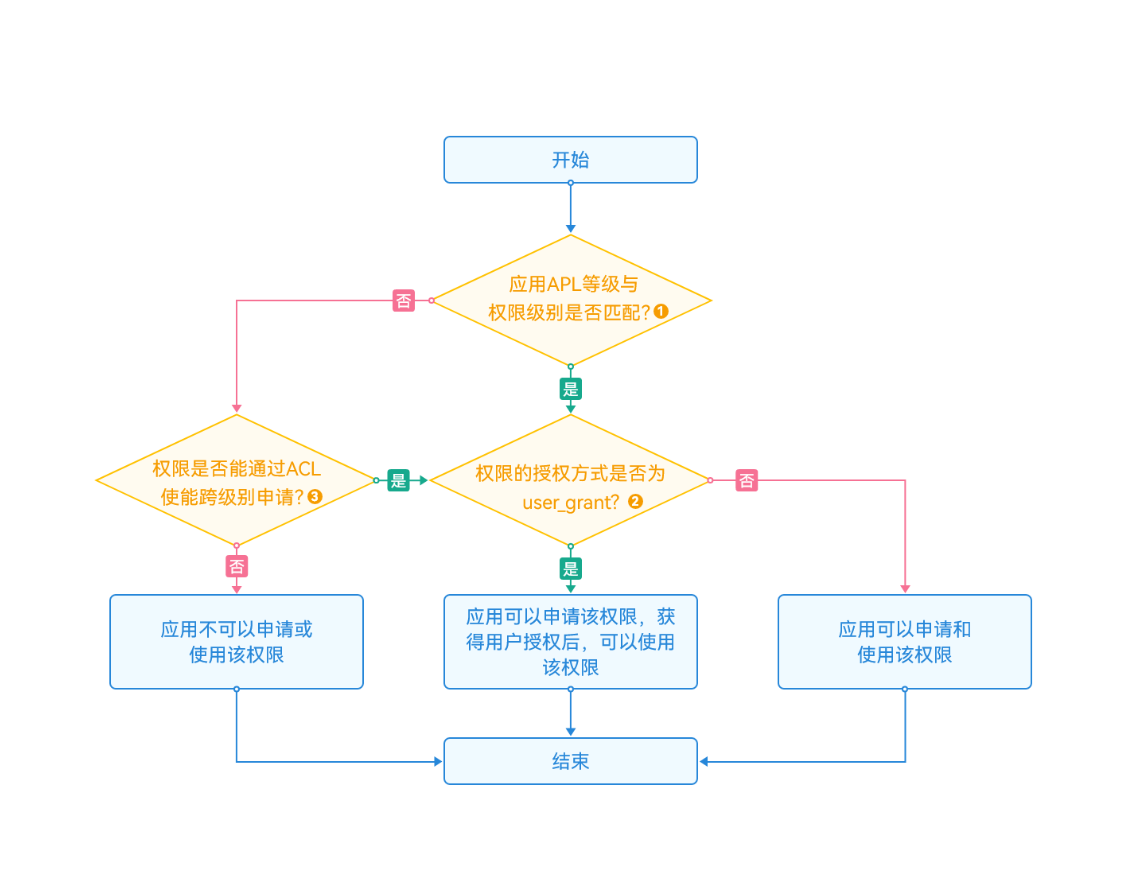 开始
应用APL等级与
权限级别是否匹配?❶
否
是
权限是否能通过ACL
使能跨级别申请?❸
是
权限的授权方式是否为
user_grant? ❷
否
否
是
应用不可以申请或
使用该权限
应用可以申请该权限，获
得用户授权后，可以使用
该权限
应用可以申请和
使用该权限
结束